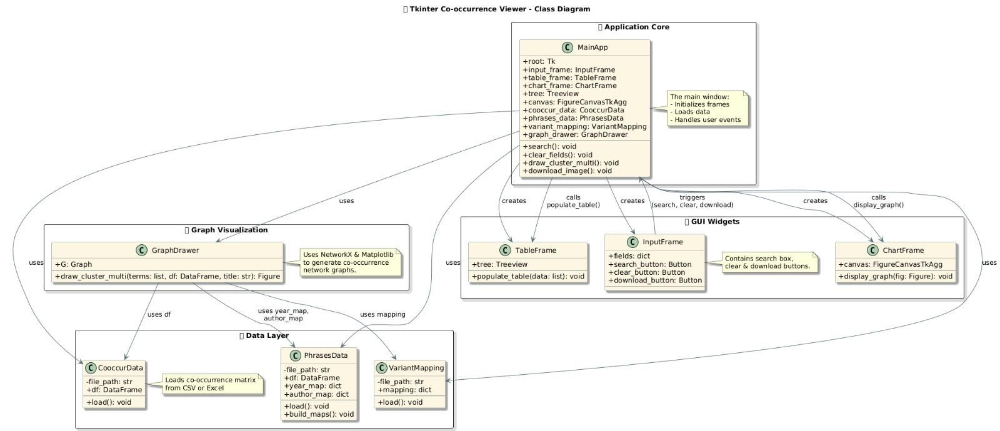 Tkinter Co-occurrence Viewer - Class Diagram
Application Core
C MainApp
+root: Tk
+input_frame: InputFrame
+table_frame: TableFrame
+chart_frame: ChartFrame
+tree: Treeview
+canvas: FigureCanvasTkAgg
+cooccur_data: CooccurData
+phrases_data: PhrasesData
+variant_mapping: VariantMapping
+graph_drawer: GraphDrawer
+search(): void
+clear_fields(): void
+draw_cluster_multi(): void
+download_image(): void
The main window:
- Initializes frames
- Loads data
- Handles user events
uses
creates
calls
populate_table()
creates
triggers
(search, clear, download)
creates
calls
display_graph()
Graph Visualization
C GraphDrawer
+G: Graph
+draw_cluster_multi(terms: list, df: DataFrame, title: str): Figure
Uses NetworkX & Matplotlib
to generate co-occurrence
network graphs.
GUI Widgets
C TableFrame
+tree: Treeview
+populate_table(data: list): void
C InputFrame
+fields: dict
+search_button: Button
+clear_button: Button
+download_button: Button
Contains search box,
clear & download buttons.
C ChartFrame
+canvas: FigureCanvasTkAgg
+display_graph(fig: Figure): void
uses
uses
uses
uses df
uses year_map,
author_map
uses mapping
Data Layer
C CooccurData
-file_path: str
+df: DataFrame
+load(): void
Loads co-occurrence matrix
from CSV or Excel
C PhrasesData
-file_path: str
+df: DataFrame
+year_map: dict
+author_map: dict
+load(): void
+build_maps(): void
C VariantMapping
-file_path: str
+mapping: dict
+load(): void